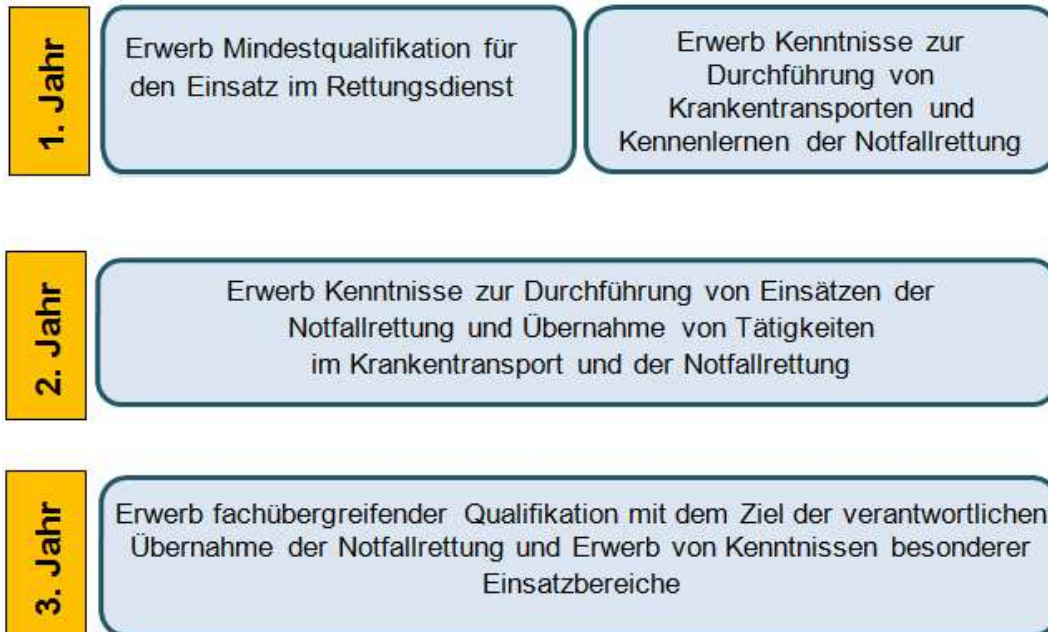 1. Jahr
Erwerb Mindestqualifikation für
den Einsatz im Rettungsdienst
Erwerb Kenntnisse zur
Durchführung von
Krankentransporten und
Kennenlernen der Notfallrettung
2. Jahr
Erwerb Kenntnisse zur Durchführung von Einsätzen der
Notfallrettung und Übernahme von Tätigkeiten
im Krankentransport und der Notfallrettung
3. Jahr
Erwerb fachübergreifender Qualifikation mit dem Ziel der verantwortlichen
Übernahme der Notfallrettung und Erwerb von Kenntnissen besonderer
Einsatzbereiche